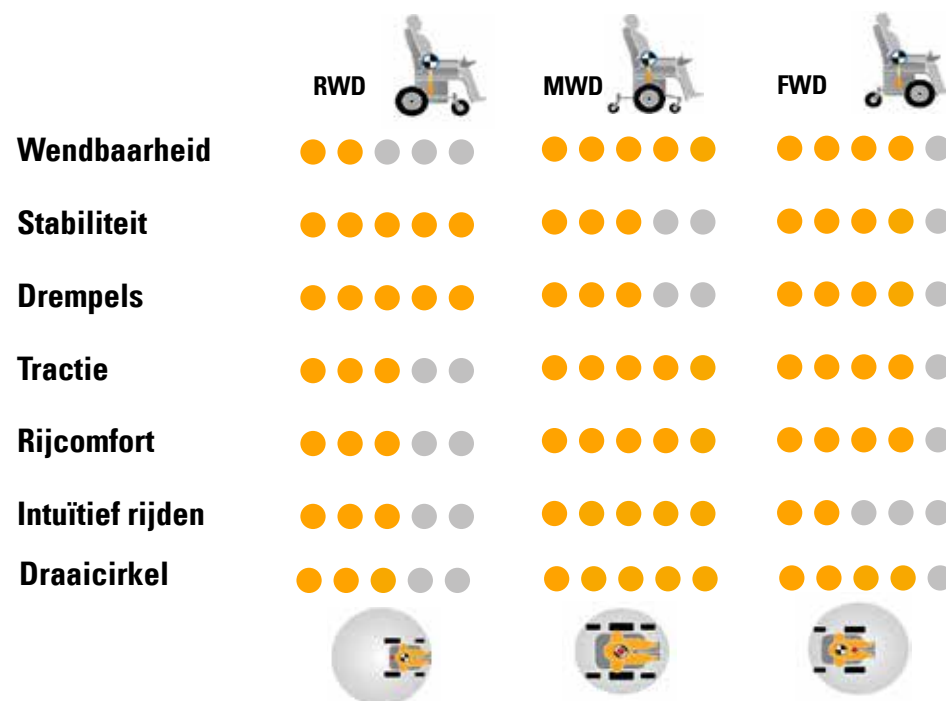 RWD MWD FWD
Wendbaarheid
Stabiliteit
Drempels
Tractie
Rijcomfort
Intuïtief rijden
Draaicirkel